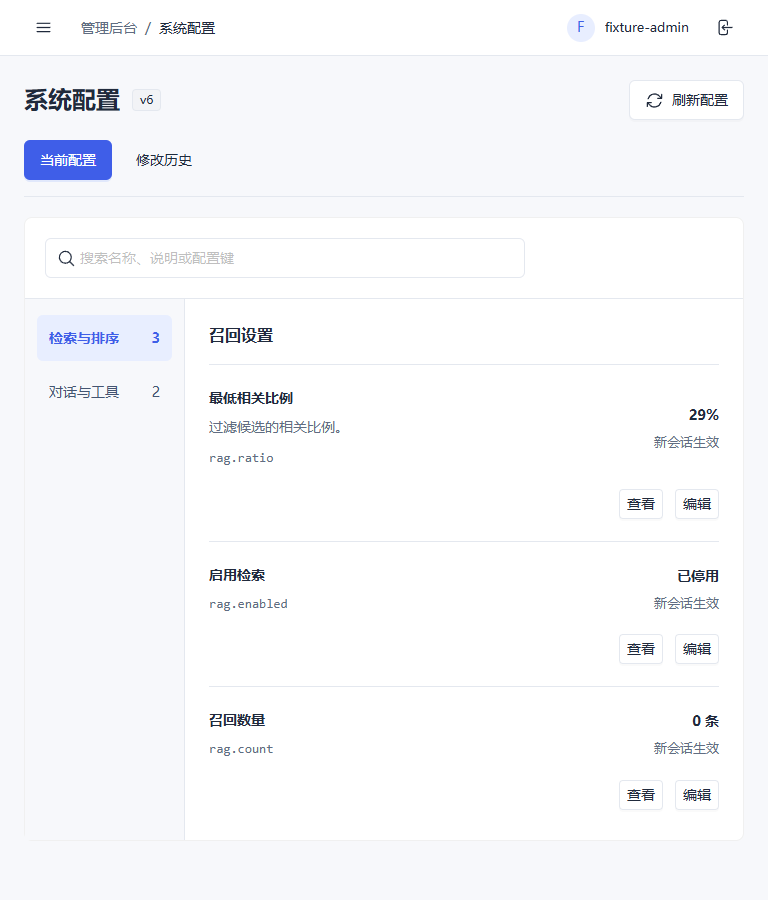 管理后台 / 系统配置
F fixture-admin
系统配置 v6
刷新配置
当前配置 修改历史
搜索名称、说明或配置键
检索与排序 3
对话与工具 2
召回设置
最低相关比例
过滤候选的相关比例。
rag.ratio
29%
新会话生效
查看 编辑
启用检索
rag.enabled
已停用
新会话生效
查看 编辑
召回数量
rag.count
0 条
新会话生效
查看 编辑